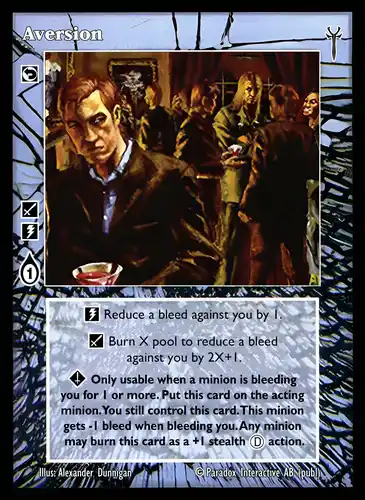 Aversion
1
Reduce a bleed against you by 1.
Burn X pool to reduce a bleed
against you by 2X+1.
Only usable when a minion is bleeding
you for 1 or more. Put this card on the acting
minion. You still control this card. This minion
gets -1 bleed when bleeding you. Any minion
may burn this card as a +1 stealth Ⓓ action.
Illus: Alexander Dunnigan © Paradox Interactive AB (publ)